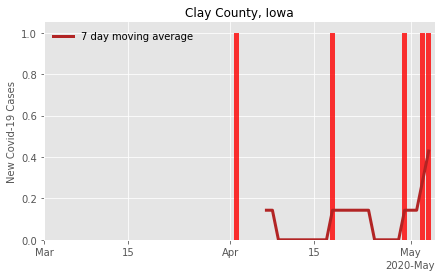 Clay County, Iowa
7 day moving average
New Covid-19 Cases
1.0
0.8
0.6
0.4
0.2
0.0
Mar 15 Apr 15 May
2020-May